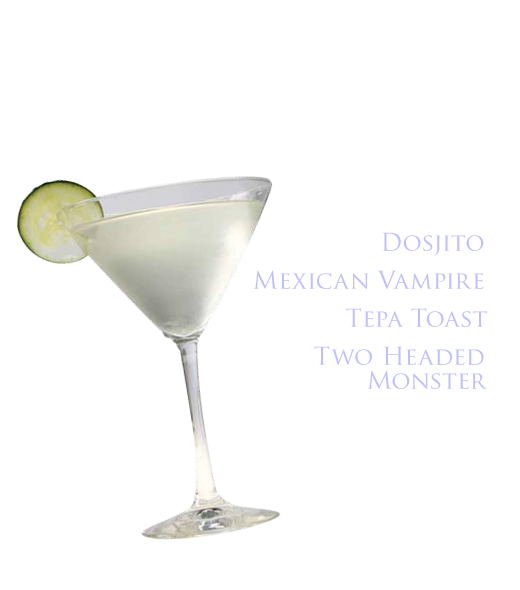 Dosjito
Mexican Vampire
Tepa Toast
Two Headed
Monster